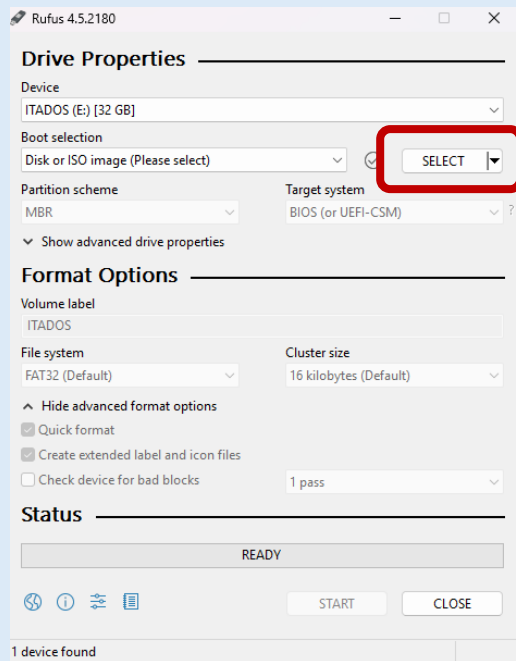 Rufus 4.5.2180
Drive Properties
Device
ITADOS (E:) [32 GB]
Boot selection
Disk or ISO image (Please select)
SELECT
Partition scheme
Target system
MBR
BIOS (or UEFI-CSM)
?
Show advanced drive properties
Format Options
Volume label
ITADOS
File system
Cluster size
FAT32 (Default)
16 kilobytes (Default)
Hide advanced format options
Quick format
Create extended label and icon files
Check device for bad blocks
1 pass
Status
READY
START
CLOSE
1 device found